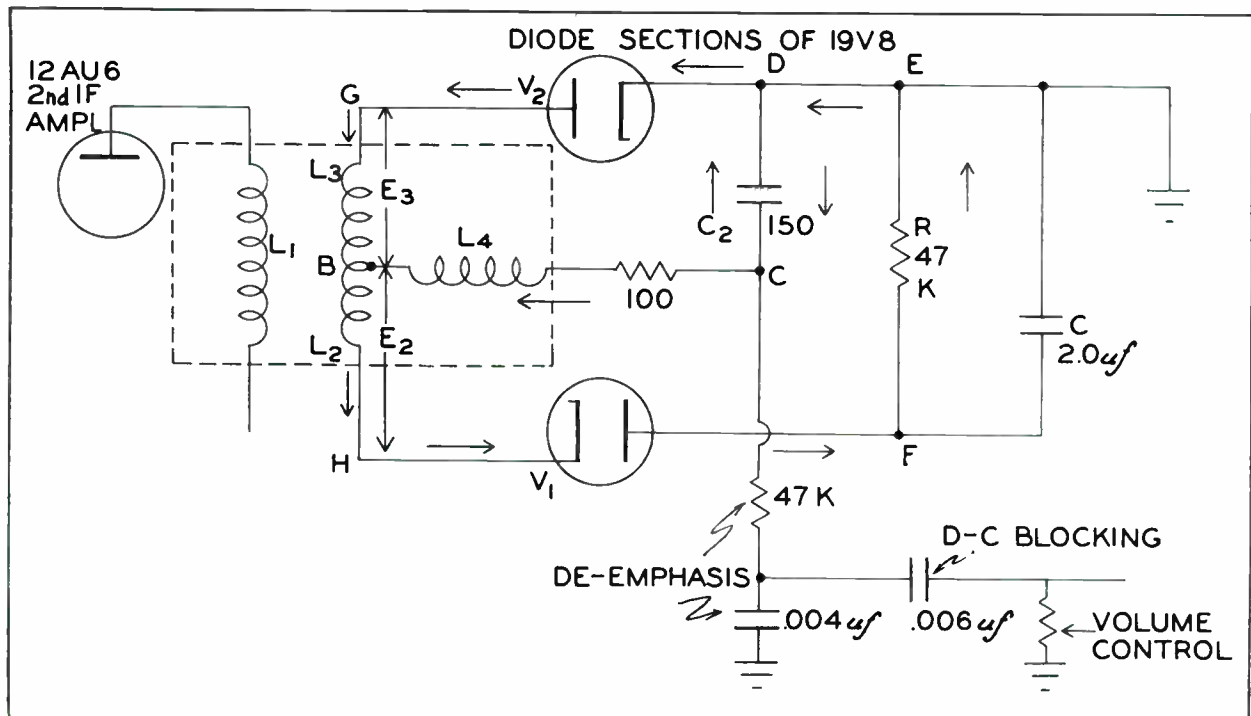 DIODE SECTIONS OF 19V8
12AU6
2nd IF
AMPL
G
V2
D
E
L3
E3
L1
B
L4
L2
E2
100
C2
150
C
R
47
K
C
2.0uf
H
V1
F
47K
D-C BLOCKING
DE-EMPHASIS
.004uf
.006uf
VOLUME
CONTROL